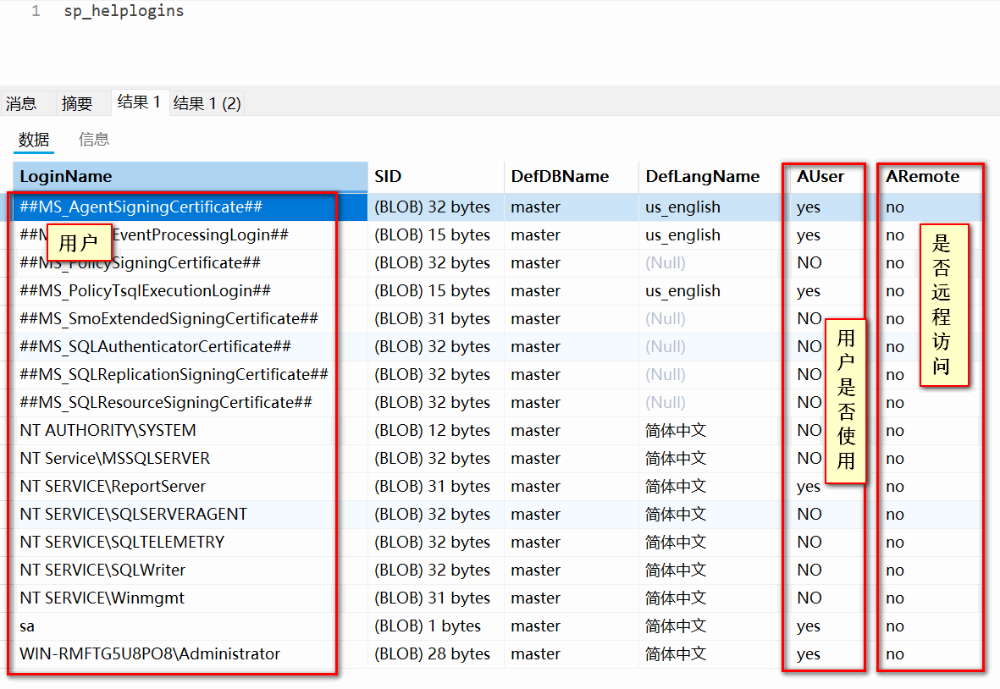 1 sp_helplogins
消息 摘要 结果 1 结果 1 (2)
数据 信息
LoginName SID DefDBName DefLangName AUser ARemote
##MS_AgentSigningCertificate## (BLOB) 32 bytes master us_english yes no
##M EventProcessingLogin## (BLOB) 15 bytes master us_english yes no
用户
##MS_PolicySigningCertificate## (BLOB) 32 bytes master (Null) NO no
##MS_PolicyTsqlExecutionLogin## (BLOB) 15 bytes master us_english yes no
##MS_SmoExtendedSigningCertificate## (BLOB) 31 bytes master (Null) NO no
##MS_SQLAuthenticatorCertificate## (BLOB) 32 bytes master (Null) NO no
##MS_SQLReplicationSigningCertificate## (BLOB) 32 bytes master (Null) NO no
##MS_SQLResourceSigningCertificate## (BLOB) 32 bytes master (Null) NO no
NT AUTHORITY\SYSTEM (BLOB) 12 bytes master 简体中文 NO no
NT Service\MSSQLSERVER (BLOB) 32 bytes master 简体中文 NO no
NT SERVICE\ReportServer (BLOB) 31 bytes master 简体中文 yes no
NT SERVICE\SQLSERVERAGENT (BLOB) 32 bytes master 简体中文 NO no
NT SERVICE\SQLTELEMETRY (BLOB) 32 bytes master 简体中文 NO no
NT SERVICE\SQLWriter (BLOB) 32 bytes master 简体中文 NO no
NT SERVICE\Winmgmt (BLOB) 31 bytes master 简体中文 NO no
sa (BLOB) 1 bytes master 简体中文 yes no
WIN-RMFTG5U8PO8\Administrator (BLOB) 28 bytes master 简体中文 yes no
用户是否使用
是否远程访问